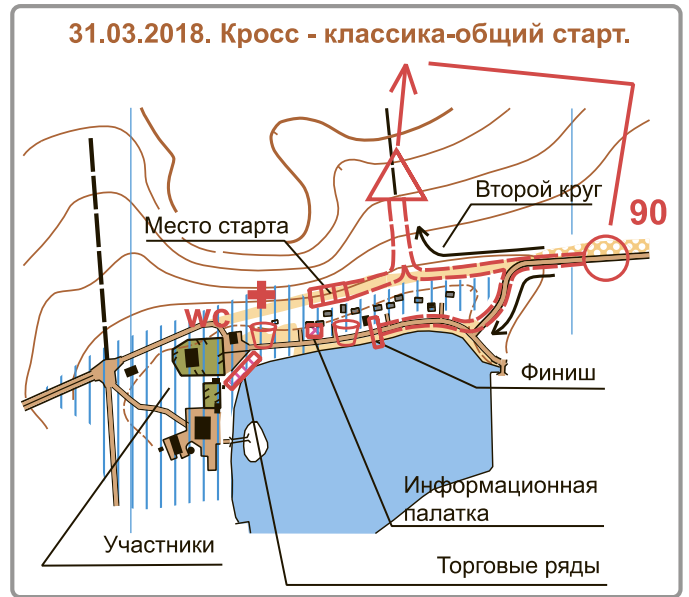 31.03.2018. Кросс - классика-общий старт.
Второй круг
90
Место старта
wc
Финиш
Информационная
палатка
Участники
Торговые ряды